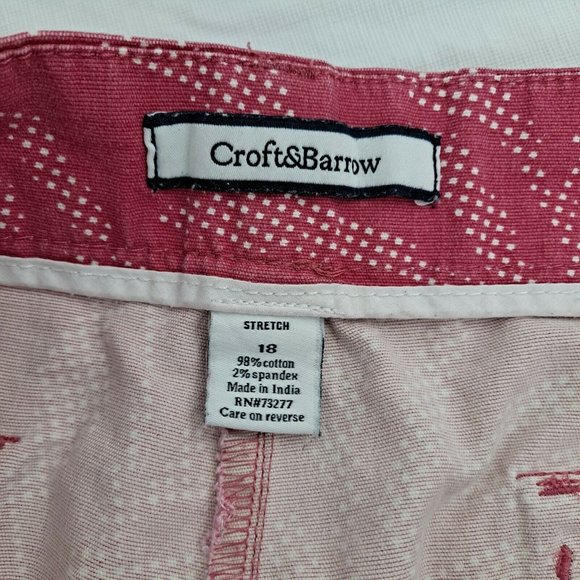 Croft&Barrow
STRETCH
18
98% cotton
2% spandex
Made in India
RN#73277
Care on reverse